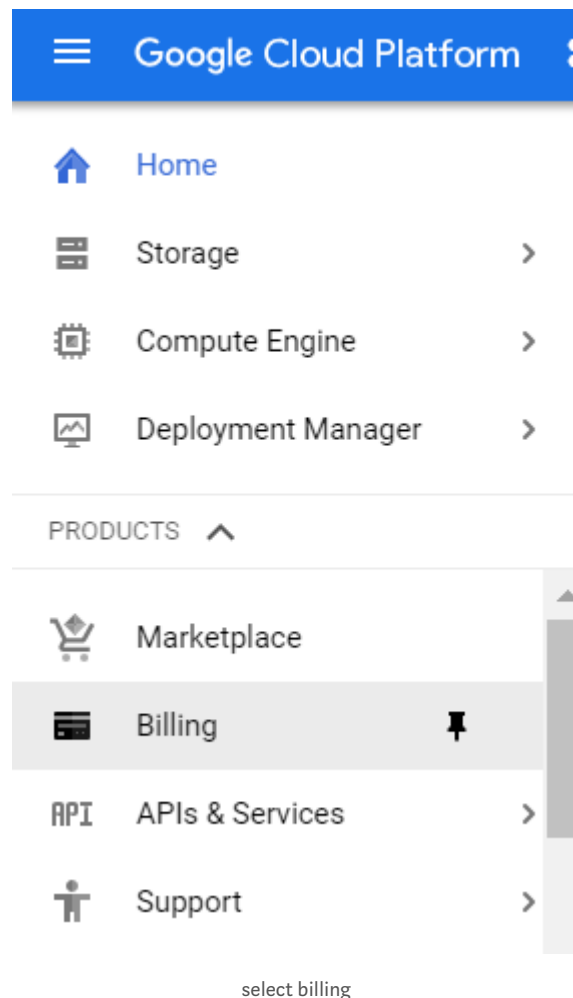 Google Cloud Platform
Home
Storage
Compute Engine
Deployment Manager
PRODUCTS
Marketplace
Billing
API APIs & Services
Support
select billing